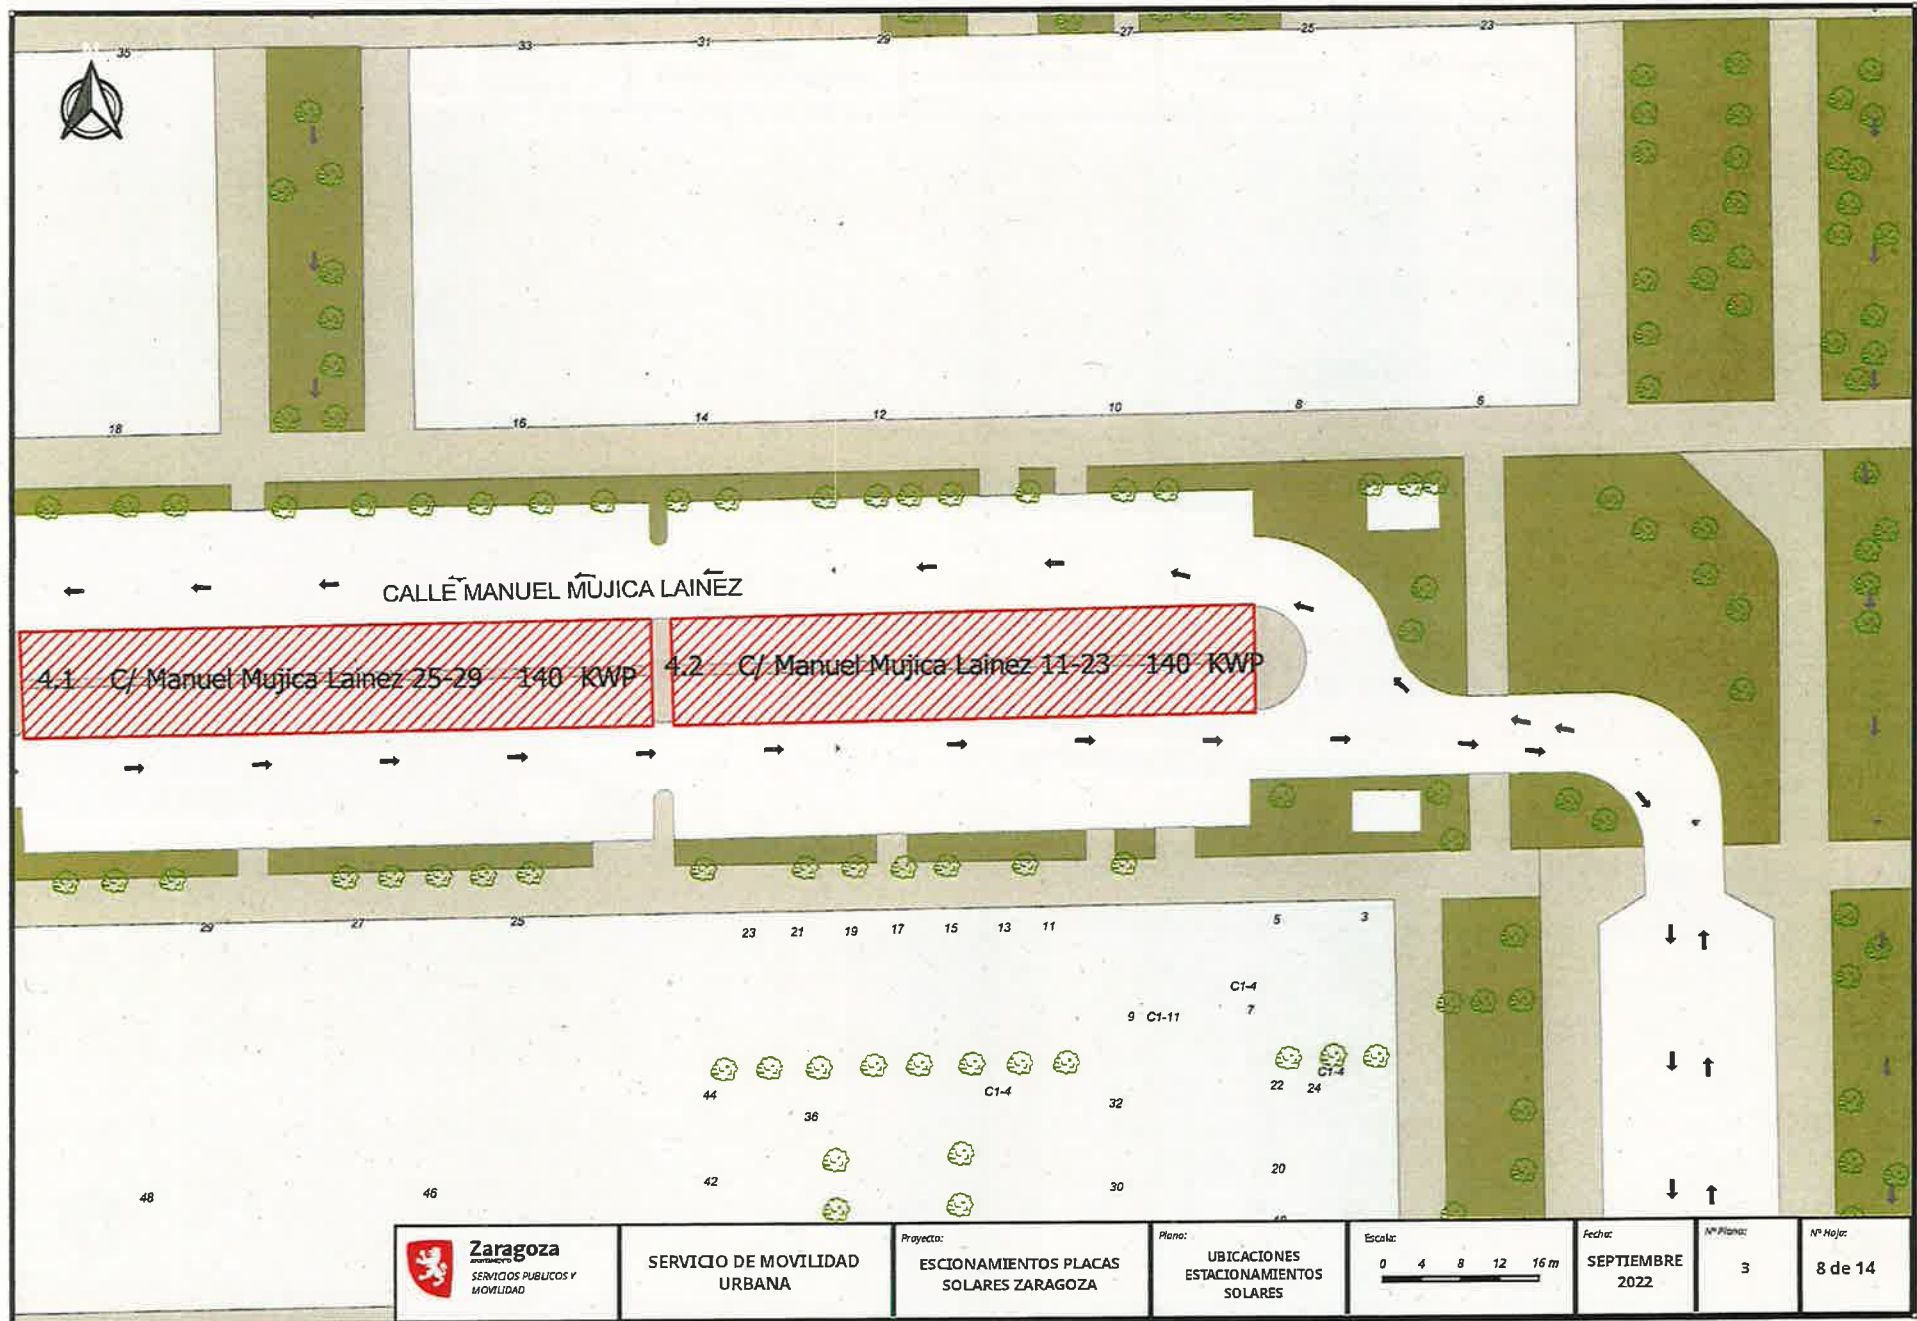 35
33
31
29
27
25
23
18
16
14
12
10
8
6
CALLE MANUEL MUJICA LAINEZ
4.1 C/ Manuel Mujica Lainez 25-29 140 KWP
4.2 C/ Manuel Mujica Lainez 11-23 140 KWP
29
27
25
23
21
19
17
15
13
11
5
3
C1-4
7
9 C1-11
44
C1-4
C1-4
22
24
36
32
42
30
20
48
46
Zaragoza
AYUNTAMIENTO
SERVICIOS PUBLICOS Y
MOVILIDAD
SERVICIO DE MOVILIDAD
URBANA
Proyecto:
ESCIONAMIENTOS PLACAS
SOLARES ZARAGOZA
Plano:
UBICACIONES
ESTACIONAMIENTOS
SOLARES
Escala:
0 4 8 12 16 m
Fecha:
SEPTIEMBRE
2022
Nº Plano:
3
Nº Hoja:
8 de 14